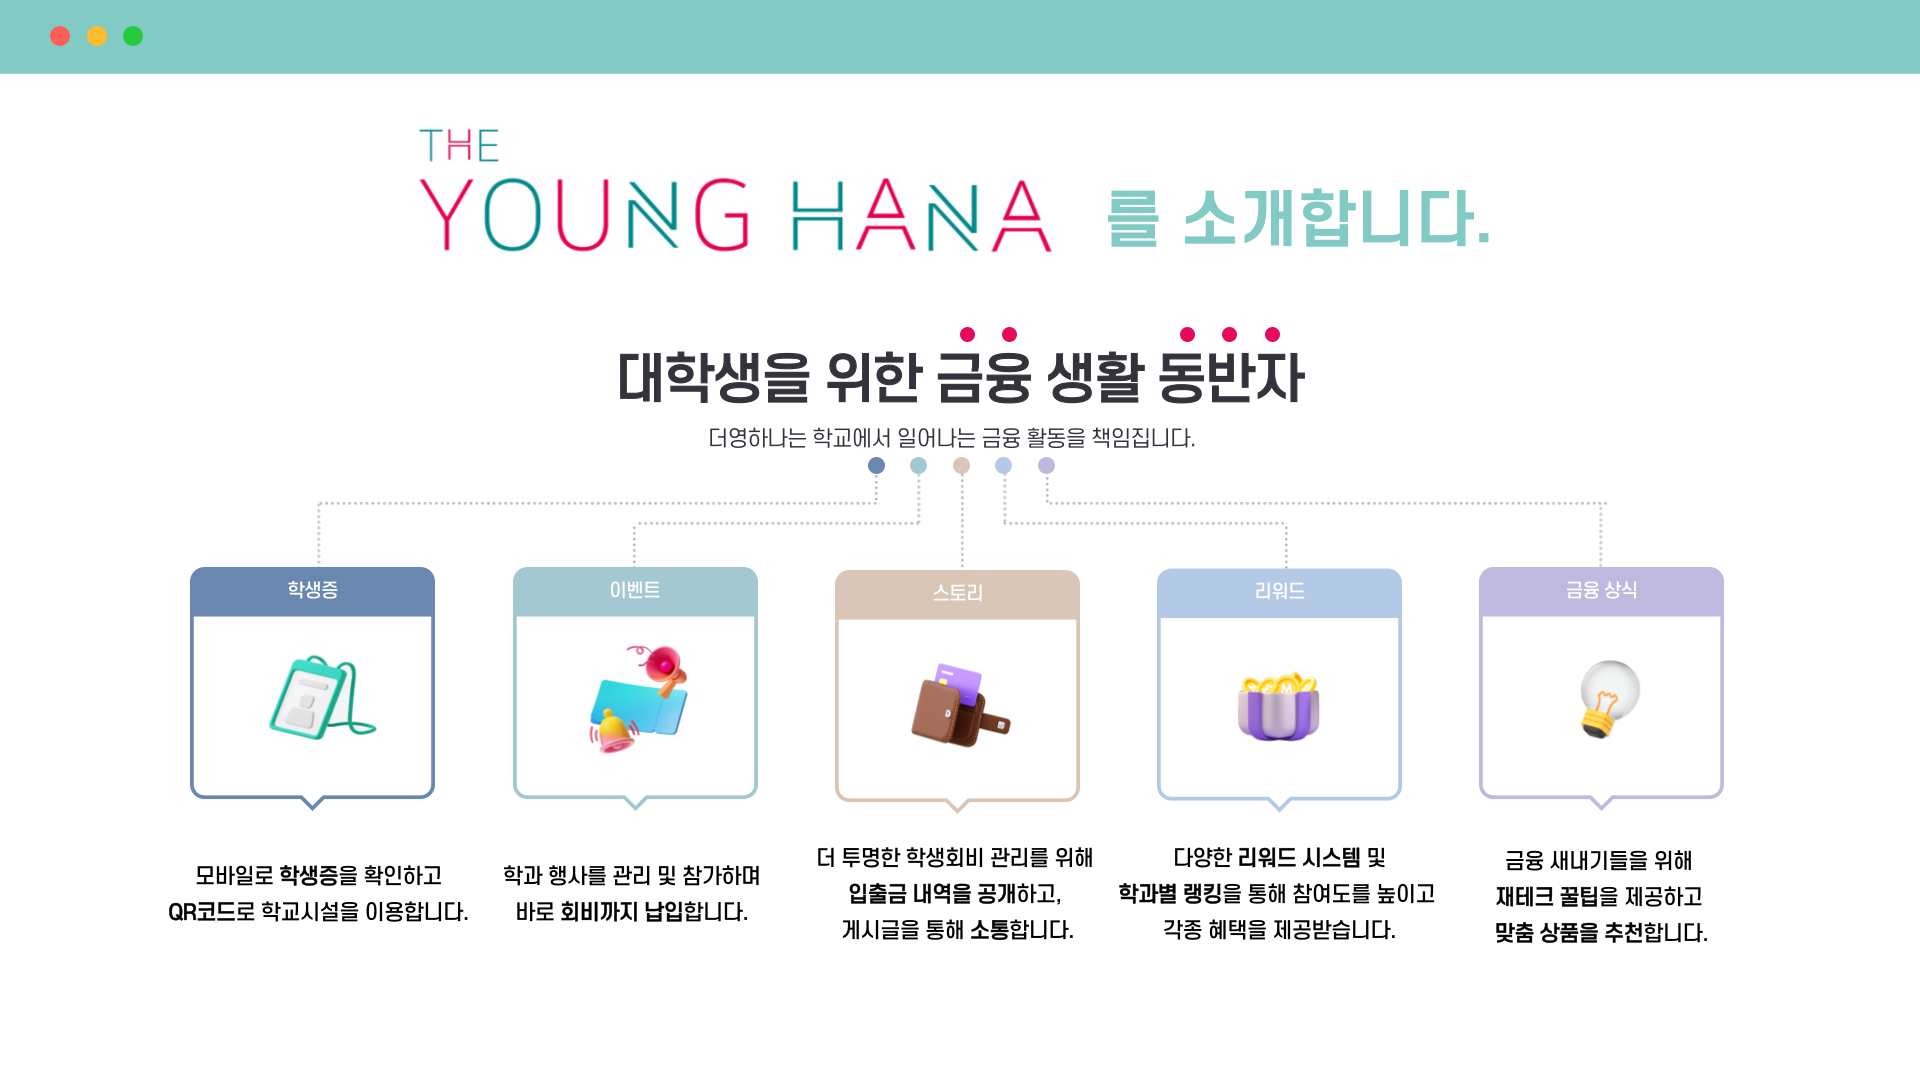 THE
YOUNG HANA 를 소개합니다.
대학생을 위한 금융 생활 동반자
더영하나는 학교에서 일어나는 금융 활동을 책임집니다.
학생증
이벤트
스토리
리워드
금융 상식
모바일로 학생증을 확인하고
QR코드로 학교시설을 이용합니다.
학과 행사를 관리 및 참가하며
바로 회비까지 납입합니다.
더 투명한 학생회비 관리를 위해
입출금 내역을 공개하고,
게시글을 통해 소통합니다.
다양한 리워드 시스템 및
학과별 랭킹을 통해 참여도를 높이고
각종 혜택을 제공받습니다.
금융 새내기들을 위해
재테크 꿀팁을 제공하고
맞춤 상품을 추천합니다.